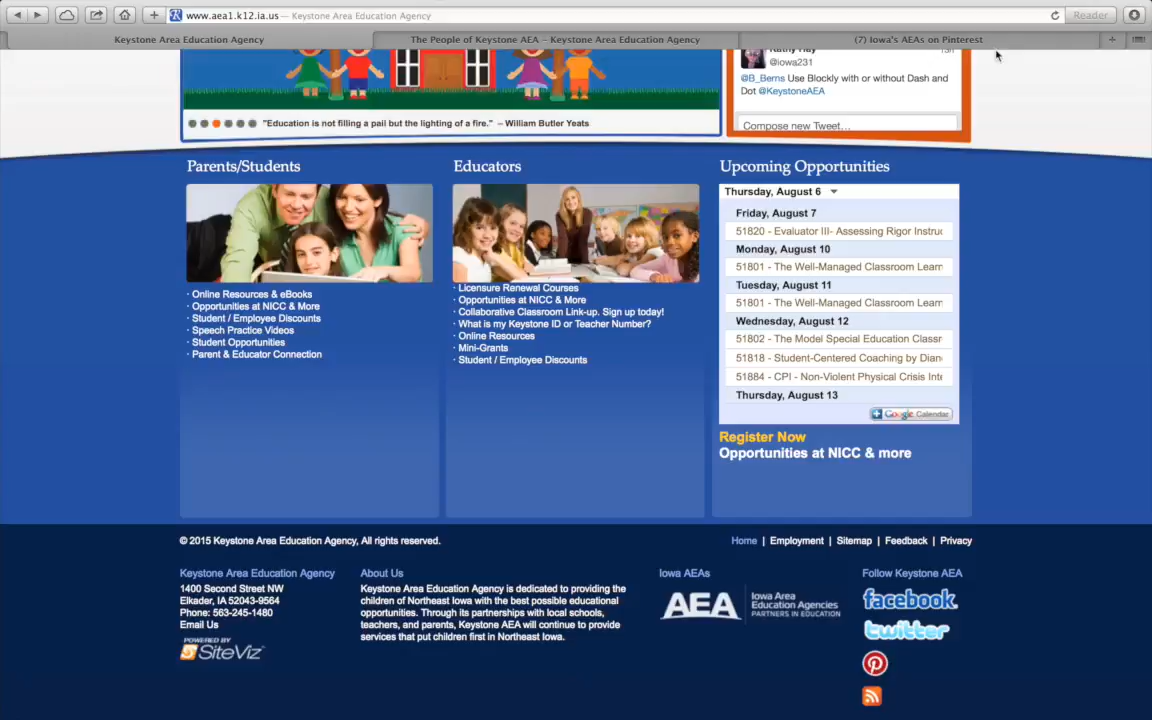 www.aea1.k12.ia.us — Keystone Area Education Agency
Reader
Keystone Area Education Agency
The People of Keystone AEA – Keystone Area Education Agency
(7) Iowa's AEAs on Pinterest
@iowa231
@B_Berns Use Blockly with or without Dash and
Dot @KeystoneAEA
Compose new Tweet…
"Education is not filling a pail but the lighting of a fire." – William Butler Yeats
Parents/Students
· Online Resources & eBooks
· Opportunities at NICC & More
· Student / Employee Discounts
· Speech Practice Videos
· Student Opportunities
· Parent & Educator Connection
Educators
· Licensure Renewal Courses
· Opportunities at NICC & More
· Collaborative Classroom Link-up. Sign up today!
· What is my Keystone ID or Teacher Number?
· Online Resources
· Mini-Grants
· Student / Employee Discounts
Upcoming Opportunities
Thursday, August 6
Friday, August 7
51820 - Evaluator III- Assessing Rigor Instruc
Monday, August 10
51801 - The Well-Managed Classroom Learn
Tuesday, August 11
51801 - The Well-Managed Classroom Learn
Wednesday, August 12
51802 - The Model Special Education Classr
51818 - Student-Centered Coaching by Dian
51884 - CPI - Non-Violent Physical Crisis Inte
Thursday, August 13
Google Calendar
Register Now
Opportunities at NICC & more
© 2015 Keystone Area Education Agency, All rights reserved.
Home | Employment | Sitemap | Feedback | Privacy
Keystone Area Education Agency
1400 Second Street NW
Elkader, IA 52043-9564
Phone: 563-245-1480
Email Us
POWERED BY
SiteViz
About Us
Keystone Area Education Agency is dedicated to providing the
children of Northeast Iowa with the best possible educational
opportunities. Through its partnerships with local schools,
teachers, and parents, Keystone AEA will continue to provide
services that put children first in Northeast Iowa.
Iowa AEAs
AEA
Iowa Area
Education Agencies
PARTNERS IN EDUCATION
Follow Keystone AEA
facebook.
twitter